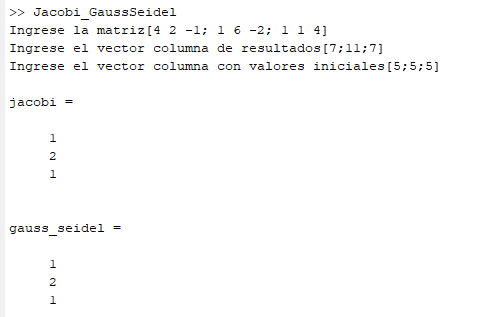 >> Jacobi_GaussSeidel
Ingrese la matriz[4 2 -1; 1 6 -2; 1 1 4]
Ingrese el vector columna de resultados[7;11;7]
Ingrese el vector columna con valores iniciales[5;5;5]
jacobi =
1
2
1
gauss_seidel =
1
2
1